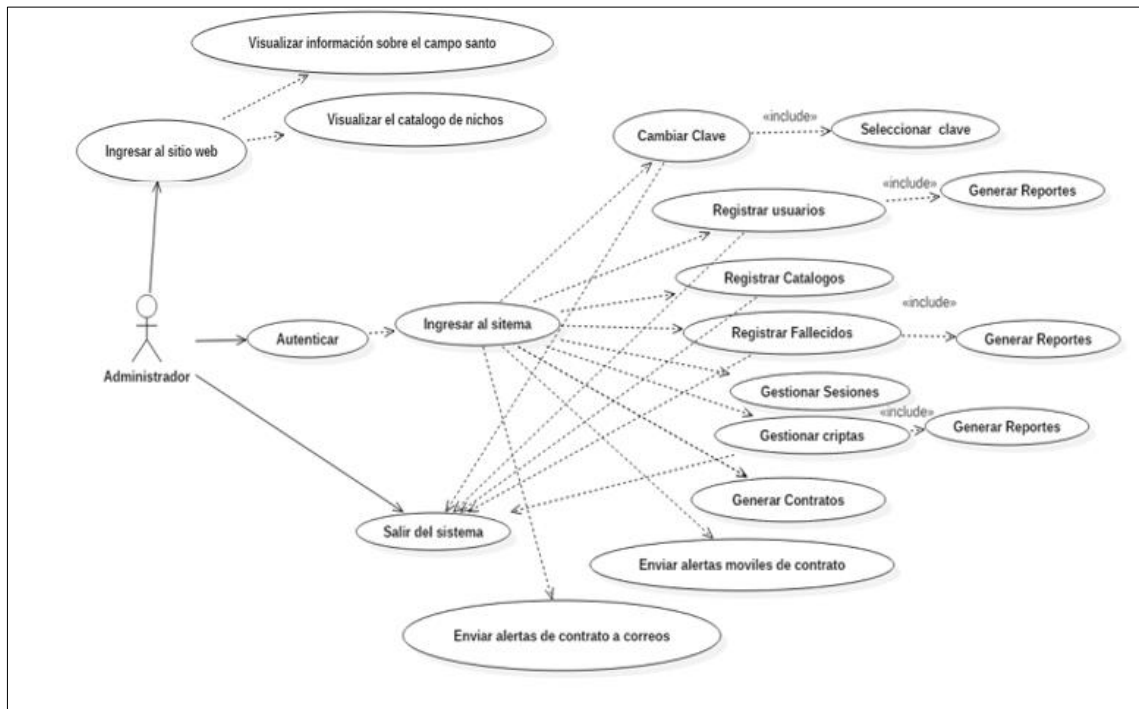 Visualizar información sobre el campo santo
Visualizar el catalogo de nichos
Ingresar al sitio web
Cambiar Clave
«include»
Seleccionar clave
Registrar usuarios
«include»
Generar Reportes
Registrar Catalogos
Ingresar al sitema
Autenticar
Administrador
Registrar Fallecidos
«include»
Generar Reportes
Gestionar Sesiones
Gestionar criptas
«include»
Generar Reportes
Generar Contratos
Salir del sistema
Enviar alertas moviles de contrato
Enviar alertas de contrato a correos